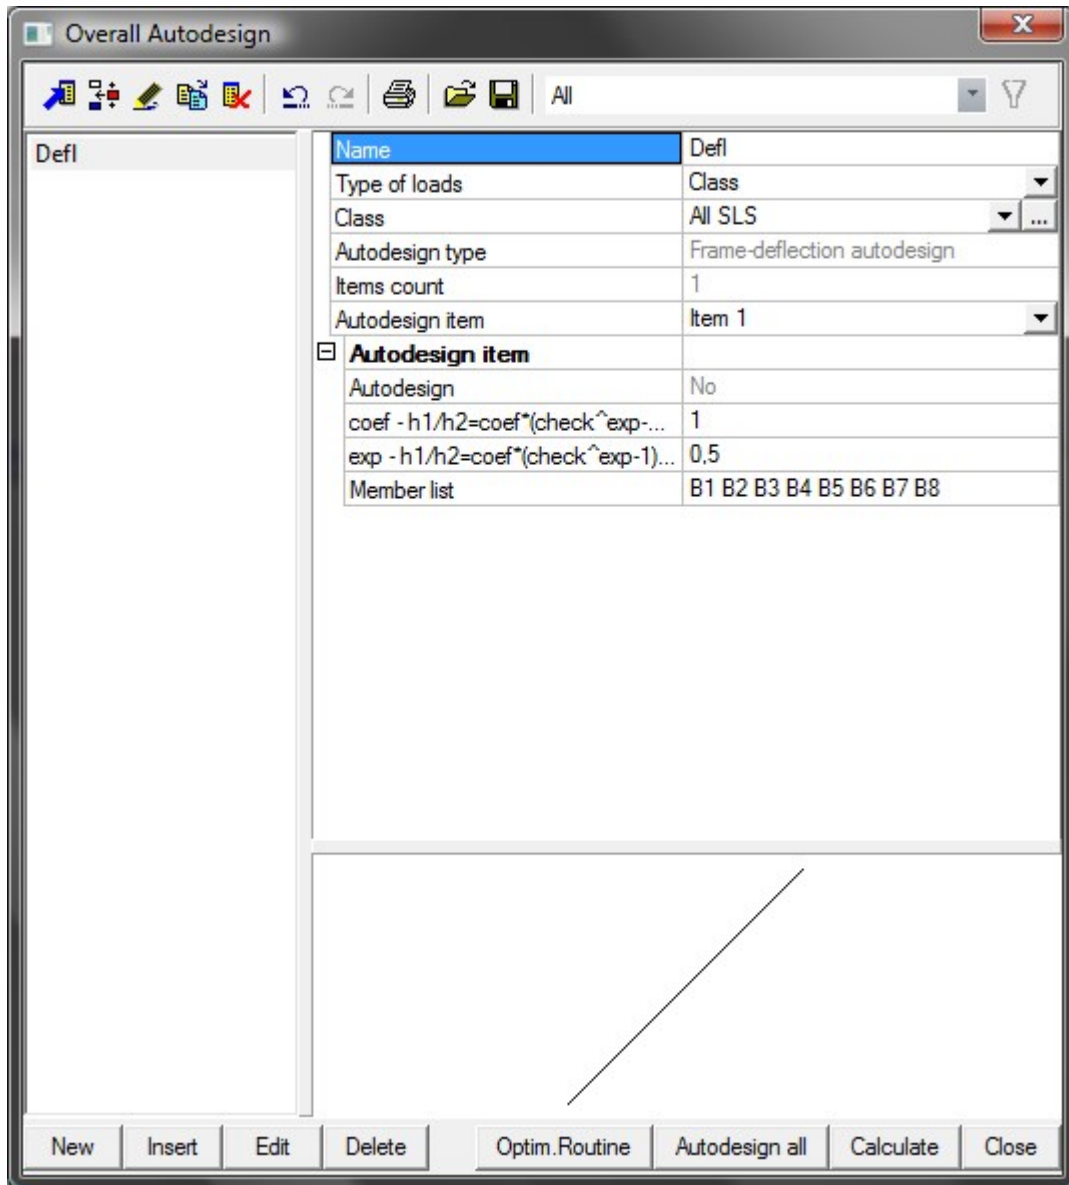 Overall Autodesign
All
Defl
Name Defl
Type of loads Class
Class All SLS ...
Autodesign type Frame-deflection autodesign
Items count 1
Autodesign item Item 1
Autodesign item
Autodesign No
coef - h1/h2=coef*(check^exp-... 1
exp - h1/h2=coef*(check^exp-1)... 0,5
Member list B1 B2 B3 B4 B5 B6 B7 B8
New Insert Edit Delete Optim.Routine Autodesign all Calculate Close